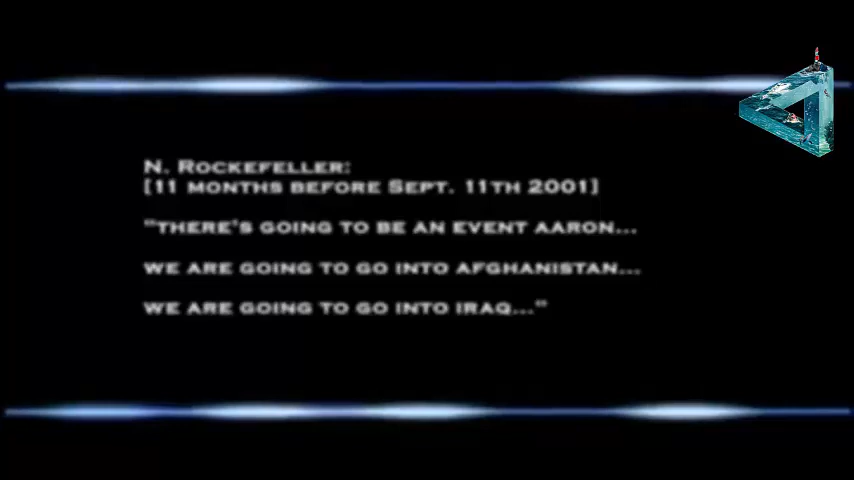 N. ROCKEFELLER:
[11 MONTHS BEFORE SEPT. 11TH 2001]
"THERE'S GOING TO BE AN EVENT AARON...
WE ARE GOING TO GO INTO AFGHANISTAN...
WE ARE GOING TO GO INTO IRAQ..."